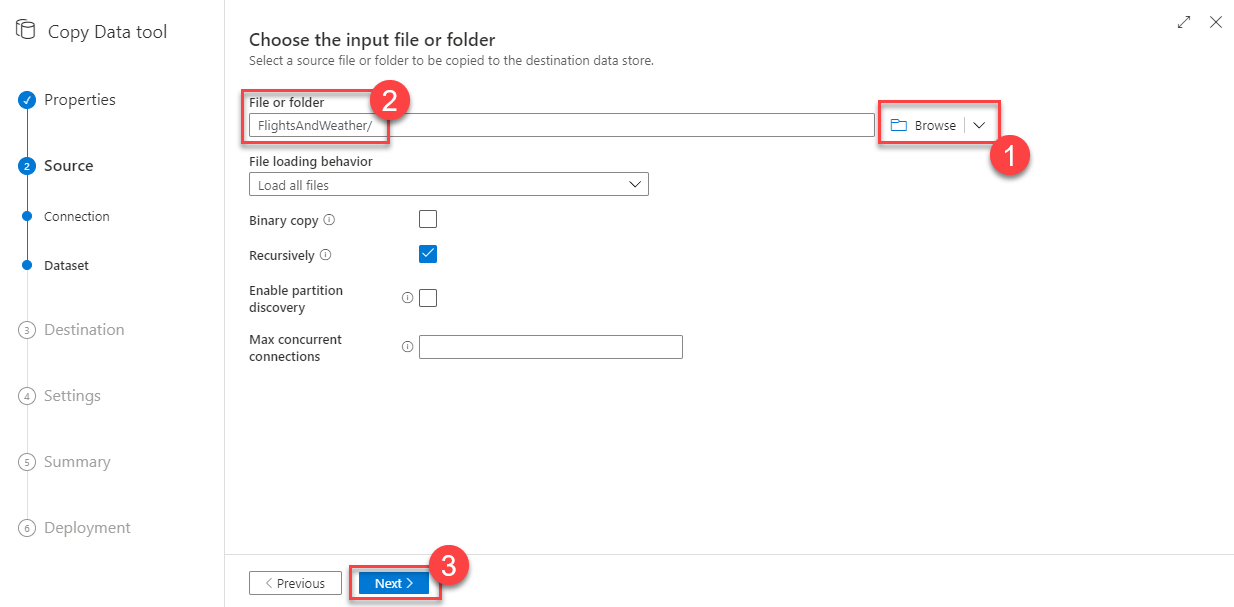 Copy Data tool
Properties
2 Source
Connection
Dataset
3 Destination
4 Settings
5 Summary
6 Deployment
Choose the input file or folder
Select a source file or folder to be copied to the destination data store.
File or folder
2
FlightsAndWeather/
Browse
1
File loading behavior
Load all files
Binary copy
Recursively
Enable partition
discovery
Max concurrent
connections
Previous
Next
3